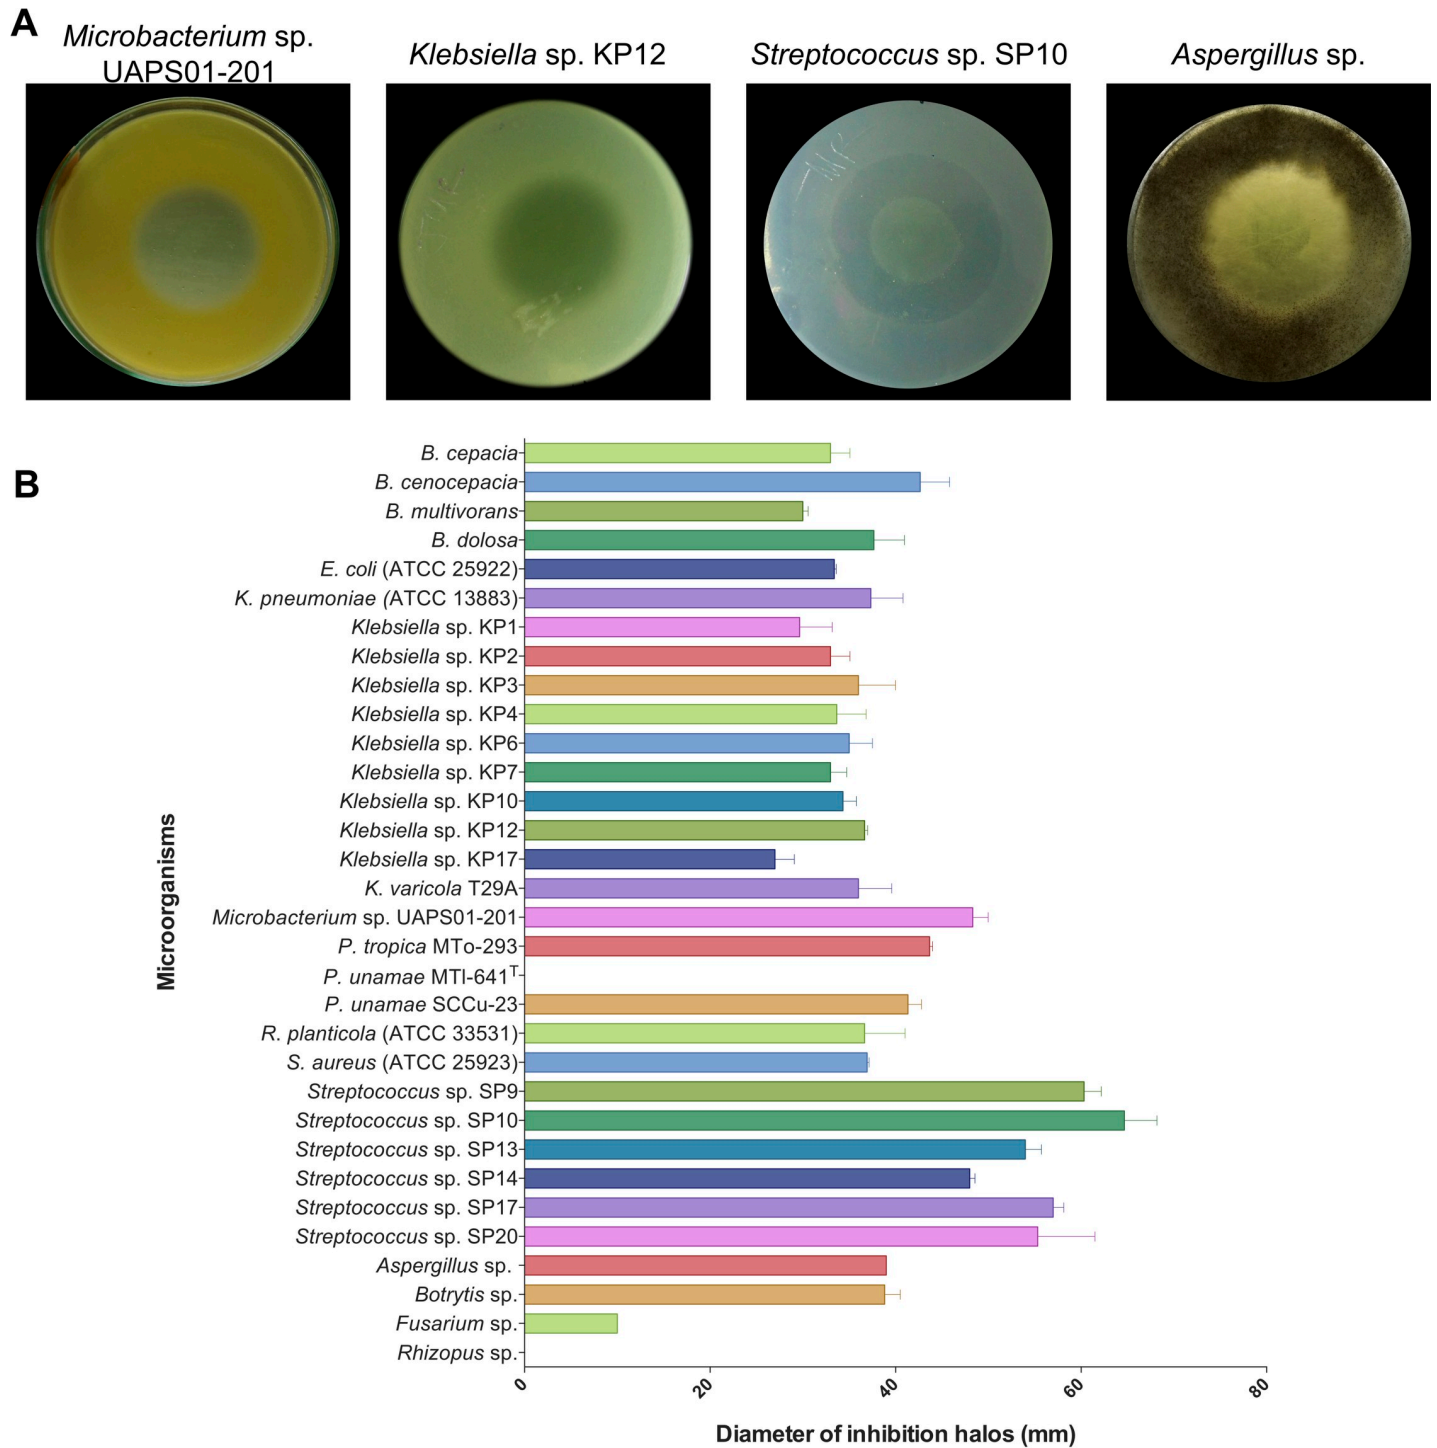 A
Microbacterium sp.
UAPS01-201
Klebsiella sp. KP12
Streptococcus sp. SP10
Aspergillus sp.
B
Microorganisms
B. cepacia
B. cenocepacia
B. multivorans
B. dolosa
E. coli (ATCC 25922)
K. pneumoniae (ATCC 13883)
Klebsiella sp. KP1
Klebsiella sp. KP2
Klebsiella sp. KP3
Klebsiella sp. KP4
Klebsiella sp. KP6
Klebsiella sp. KP7
Klebsiella sp. KP10
Klebsiella sp. KP12
Klebsiella sp. KP17
K. varicola T29A
Microbacterium sp. UAPS01-201
P. tropica MTo-293
P. unamae MTl-641ᵀ
P. unamae SCCu-23
R. planticola (ATCC 33531)
S. aureus (ATCC 25923)
Streptococcus sp. SP9
Streptococcus sp. SP10
Streptococcus sp. SP13
Streptococcus sp. SP14
Streptococcus sp. SP17
Streptococcus sp. SP20
Aspergillus sp.
Botrytis sp.
Fusarium sp.
Rhizopus sp.
0 20 40 60 80
Diameter of inhibition halos (mm)